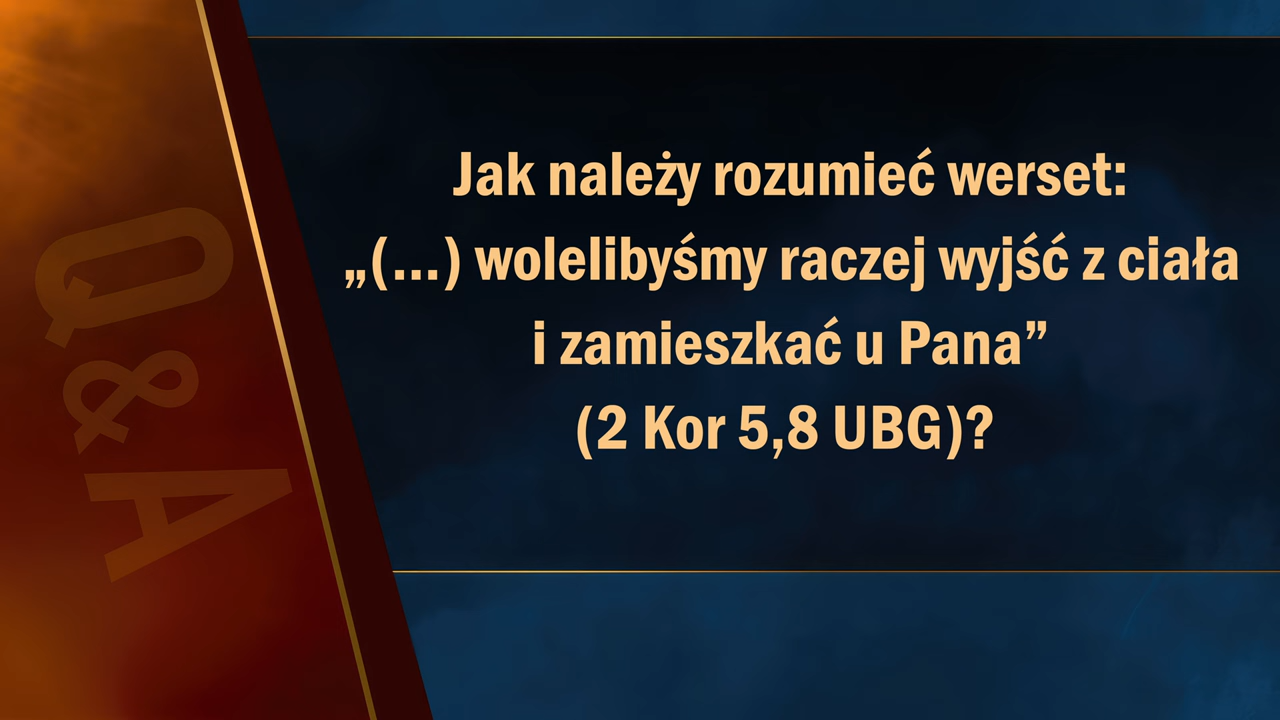 Jak należy rozumieć werset:
„(...) wolelibyśmy raczej wyjść z ciała
i zamieszkać u Pana”
(2 Kor 5,8 UBG)?
Q&A